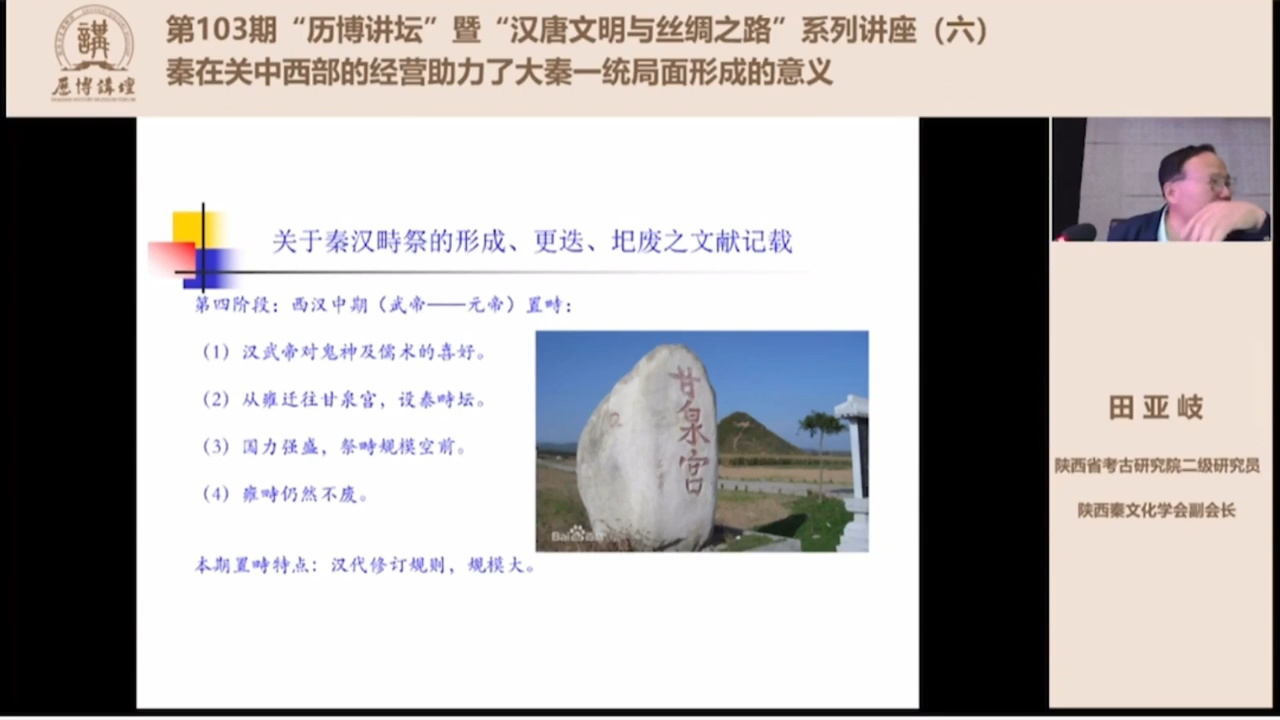 第103期“历博讲坛”暨“汉唐文明与丝绸之路”系列讲座（六）
秦在关中西部的经营助力了大秦一统局面形成的意义
講
历博講壇
关于秦汉畤祭的形成、更迭、圯废之文献记载
第四阶段：西汉中期（武帝——元帝）置畤：
（1）汉武帝对鬼神及儒术的喜好。
（2）从雍迁往甘泉宫，设泰畤坛。
（3）国力强盛，祭畤规模空前。
（4）雍畤仍然不废。
本期置畤特点：汉代修订规则，规模大。
甘泉宫
Bai
田亚岐
陕西省考古研究院二级研究员
陕西秦文化学会副会长